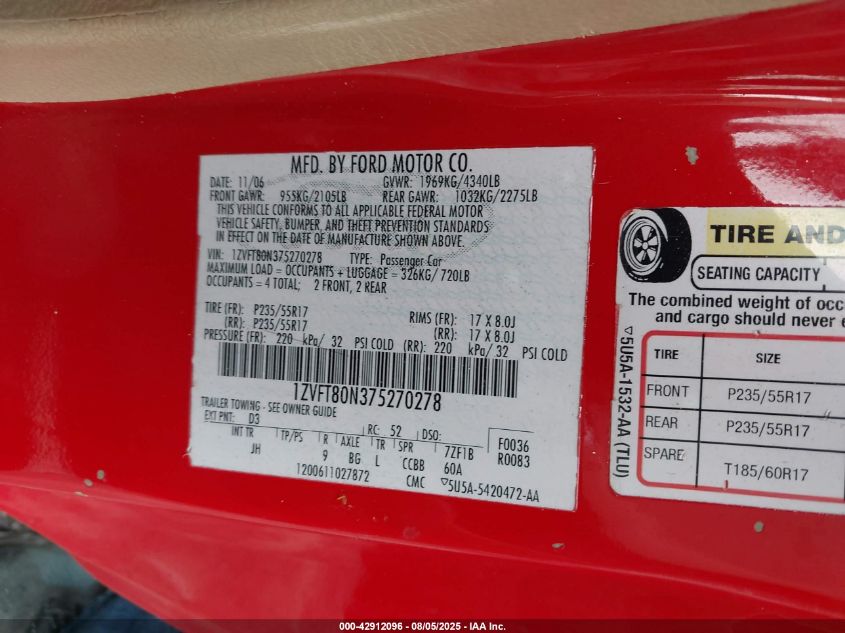 MFD. BY FORD MOTOR CO.
DATE: 11/06 GVWR: 1969KG/4340LB
FRONT GAWR: 955KG/2105LB REAR GAWR: 1032KG/2275LB
THIS VEHICLE CONFORMS TO ALL APPLICABLE FEDERAL MOTOR
VEHICLE SAFETY, BUMPER, AND THEFT PREVENTION STANDARDS
IN EFFECT ON THE DATE OF MANUFACTURE SHOWN ABOVE.
VIN: 1ZVFT80N375270278 TYPE: Passenger Car
MAXIMUM LOAD = OCCUPANTS + LUGGAGE = 326KG/720LB
OCCUPANTS = 4 TOTAL; 2 FRONT, 2 REAR
TIRE (FR): P235/55R17 RIMS (FR): 17 X 8.0J
(RR): P235/55R17 (RR): 17 X 8.0J
PRESSURE (FR): 220 kPa/ 32 PSI COLD (RR): 220 kPa/ 32 PSI COLD
1ZVFT80N375270278
TRAILER TOWING - SEE OWNER GUIDE
EXT PNT: D3 RC: 52 DSO: F0036
INT TR TP/PS R AXLE TR SPR 7ZF1B R0083
JH 9 BG L CCBB 60A
1200611027872 CMC ▽5U5A-5420472-AA
TIRE AND
SEATING CAPACITY
The combined weight of occ
and cargo should never e
TIRE SIZE
FRONT P235/55R17
REAR P235/55R17
SPARE T185/60R17
▽5U5A-1532-AA (TLU)
000-42912096 - 08/05/2025 - IAA Inc.